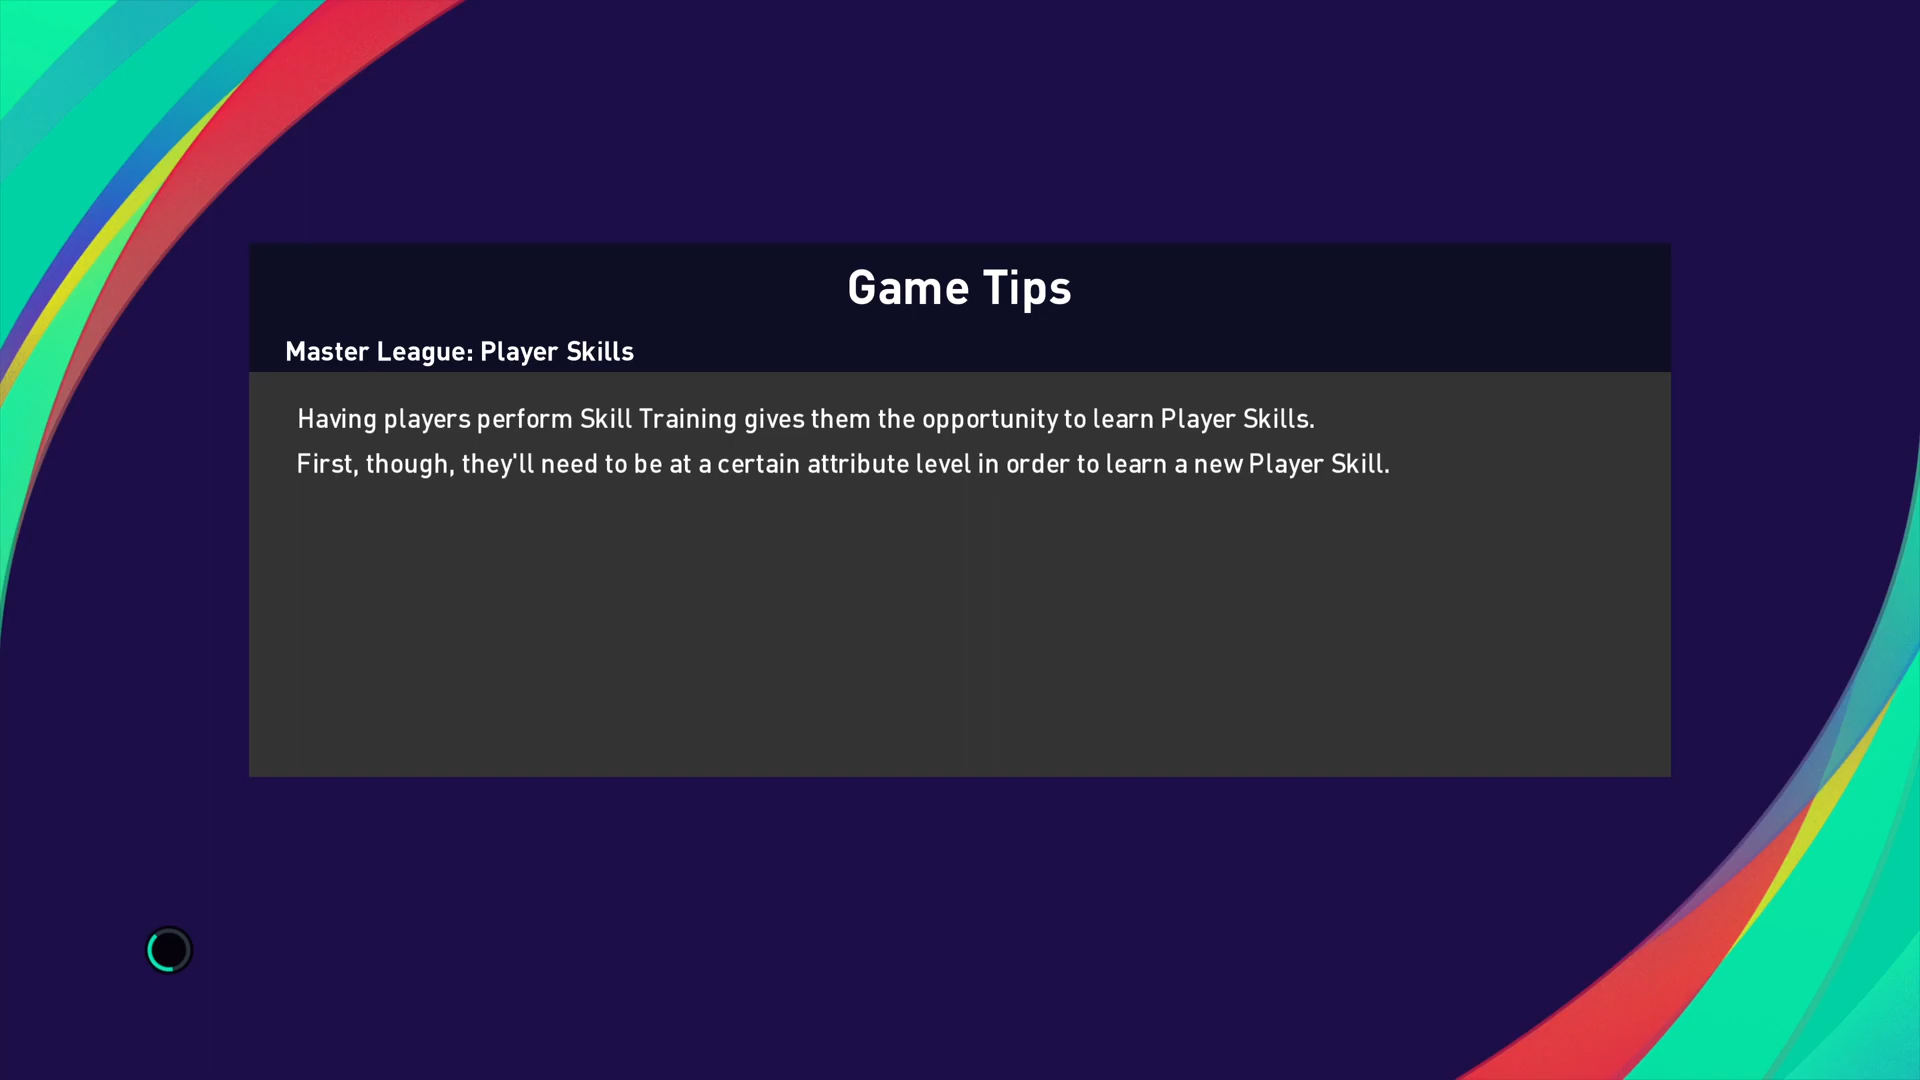 Game Tips
Master League: Player Skills
Having players perform Skill Training gives them the opportunity to learn Player Skills.
First, though, they'll need to be at a certain attribute level in order to learn a new Player Skill.